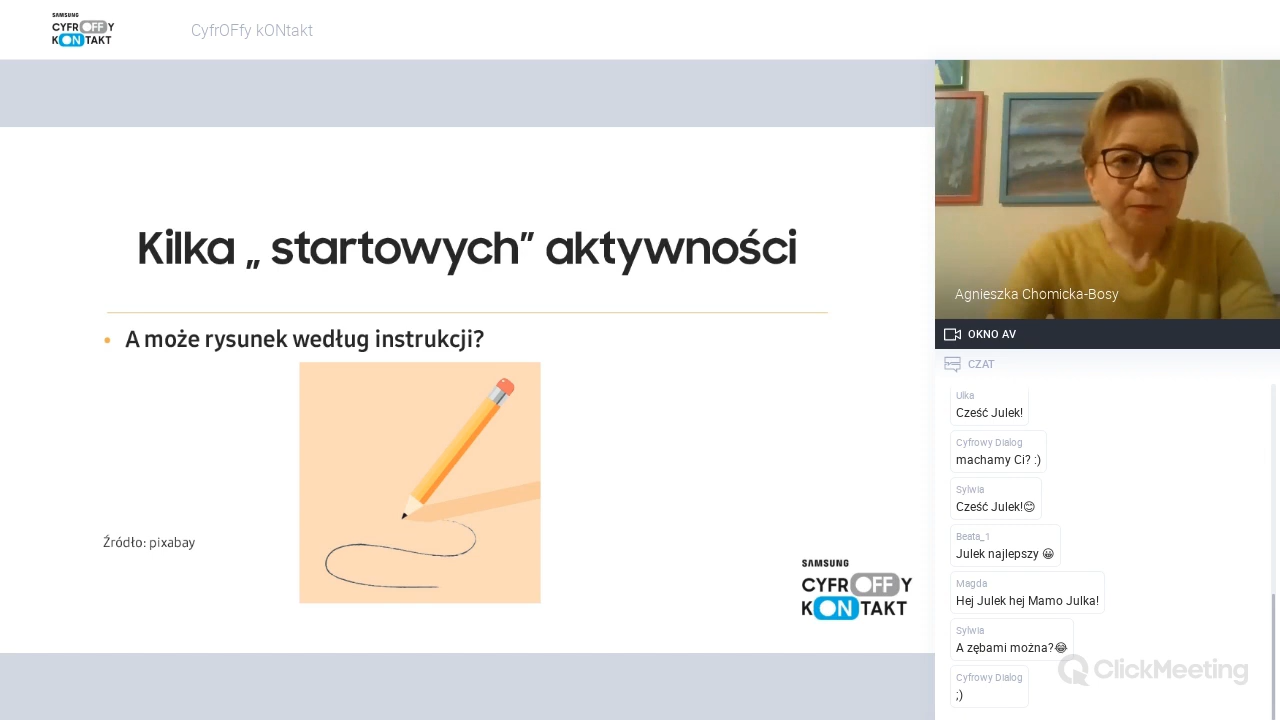 SAMSUNG
CYFROFFY
KONTAKT
CyfrOFfy kONtakt
Kilka „ startowych” aktywności
• A może rysunek według instrukcji?
Źródło: pixabay
SAMSUNG
CYFROFFY
KONTAKT
Agnieszka Chomicka-Bosy
OKNO AV
CZAT
Ulka
Cześć Julek!
Cyfrowy Dialog
machamy Ci? :)
Sylwia
Cześć Julek!😊
Beata_1
Julek najlepszy 😀
Magda
Hej Julek hej Mamo Julka!
Sylwia
A zębami można?😂
Cyfrowy Dialog
;)
ClickMeeting